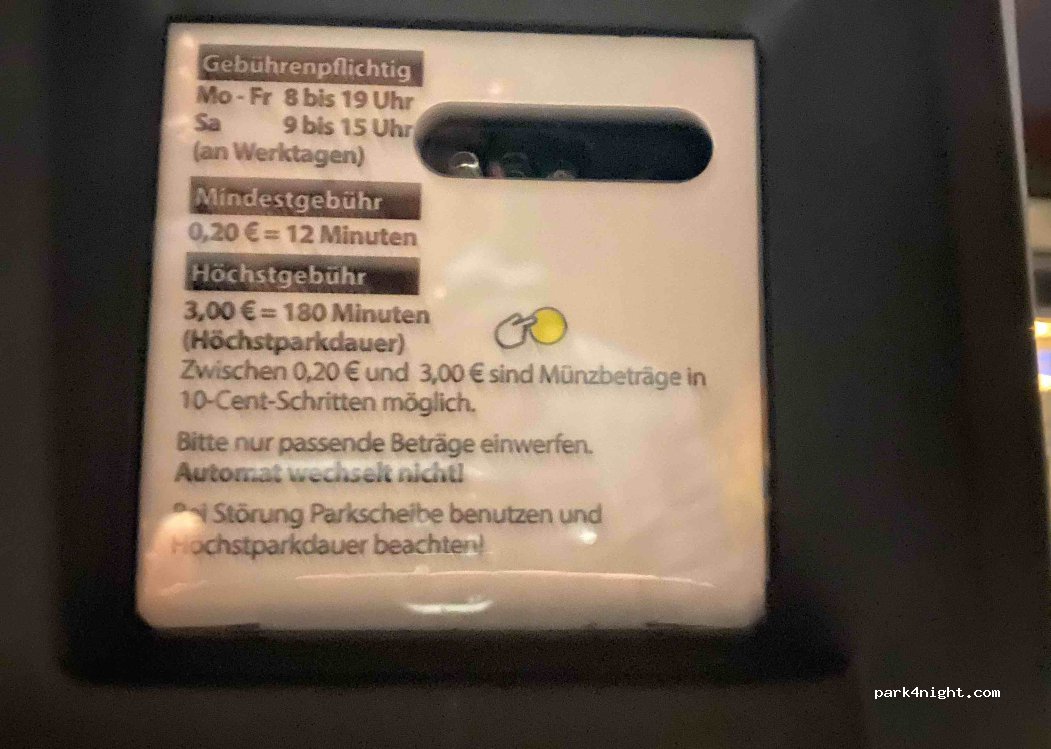 Gebührenpflichtig
Mo - Fr 8 bis 19 Uhr
Sa 9 bis 15 Uhr
(an Werktagen)
Mindestgebühr
0,20 € = 12 Minuten
Höchstgebühr
3,00 € = 180 Minuten
(Höchstparkdauer)
Zwischen 0,20 € und 3,00 € sind Münzbeträge in
10-Cent-Schritten möglich.
Bitte nur passende Beträge einwerfen.
Automat wechselt nicht!
Bei Störung Parkscheibe benutzen und
Höchstparkdauer beachten!
park4night.com